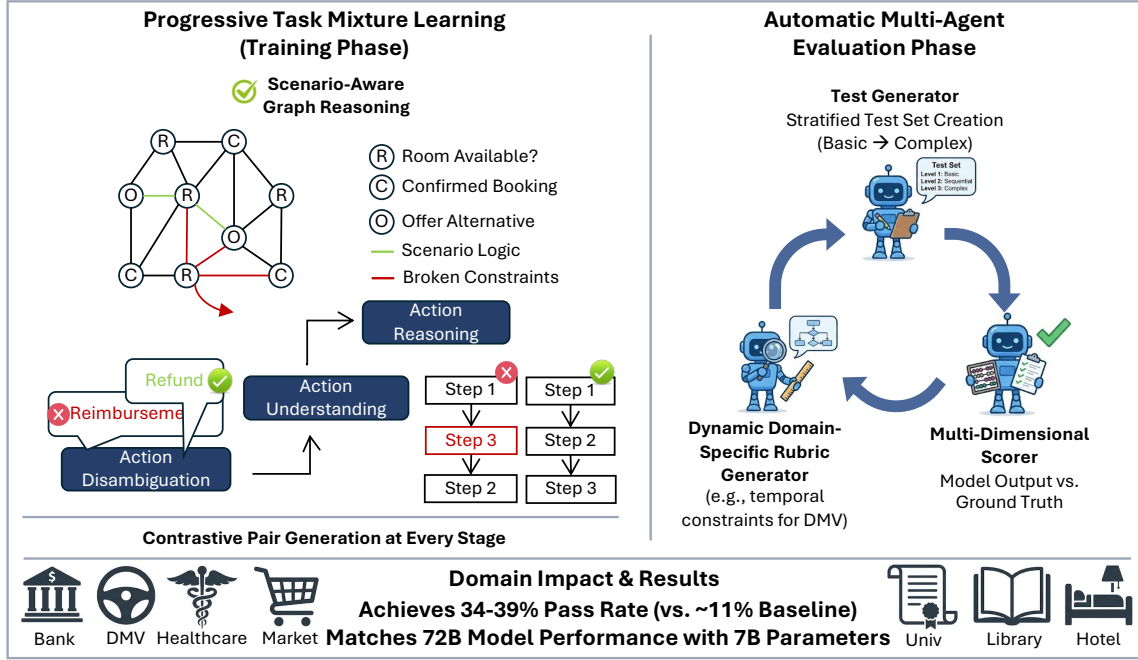 Progressive Task Mixture Learning
(Training Phase)
Scenario-Aware
Graph Reasoning
R
C
O
R
R
O
C
R
C
R Room Available?
C Confirmed Booking
O Offer Alternative
Scenario Logic
Broken Constraints
Action
Reasoning
Refund
Reimburseme
Action
Understanding
Action
Disambiguation
Step 1
Step 3
Step 2
Step 1
Step 2
Step 3
Contrastive Pair Generation at Every Stage
Automatic Multi-Agent
Evaluation Phase
Test Generator
Stratified Test Set Creation
(Basic → Complex)
Test Set
Level 1: Basic
Level 2: Sequential
Level 3: Complex
Dynamic Domain-
Specific Rubric
Generator
(e.g., temporal
constraints for DMV)
Multi-Dimensional
Scorer
Model Output vs.
Ground Truth
Domain Impact & Results
Achieves 34-39% Pass Rate (vs. ~11% Baseline)
Matches 72B Model Performance with 7B Parameters
$
Bank
DMV
Healthcare
Market
Univ
Library
Hotel